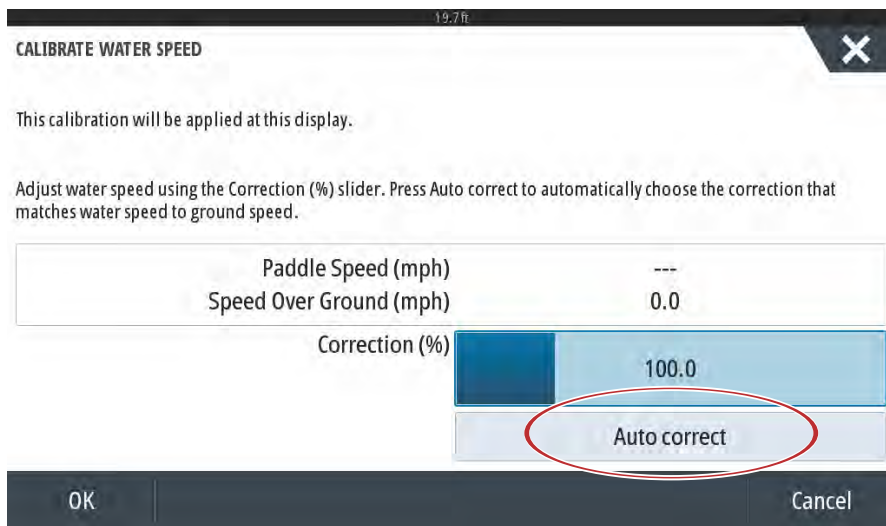 19.7 ft
CALIBRATE WATER SPEED
This calibration will be applied at this display.
Adjust water speed using the Correction (%) slider. Press Auto correct to automatically choose the correction that
matches water speed to ground speed.
Paddle Speed (mph) ---
Speed Over Ground (mph) 0.0
Correction (%) 100.0
Auto correct
OK Cancel